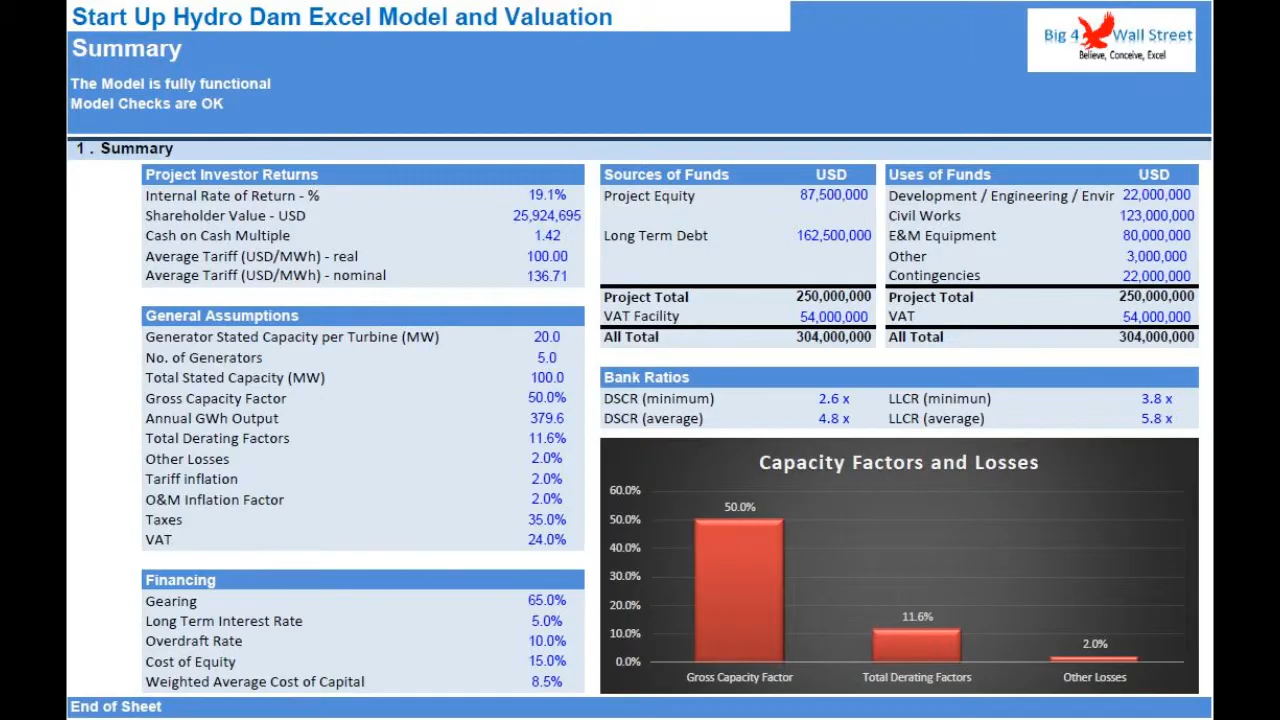 Start Up Hydro Dam Excel Model and Valuation
Summary
Big 4 Wall Street
Believe, Conceive, Excel
The Model is fully functional
Model Checks are OK
1 . Summary
Project Investor Returns
Internal Rate of Return - % 19.1%
Shareholder Value - USD 25,924,695
Cash on Cash Multiple 1.42
Average Tariff (USD/MWh) - real 100.00
Average Tariff (USD/MWh) - nominal 136.71
General Assumptions
Generator Stated Capacity per Turbine (MW) 20.0
No. of Generators 5.0
Total Stated Capacity (MW) 100.0
Gross Capacity Factor 50.0%
Annual GWh Output 379.6
Total Derating Factors 11.6%
Other Losses 2.0%
Tariff inflation 2.0%
O&M Inflation Factor 2.0%
Taxes 35.0%
VAT 24.0%
Financing
Gearing 65.0%
Long Term Interest Rate 5.0%
Overdraft Rate 10.0%
Cost of Equity 15.0%
Weighted Average Cost of Capital 8.5%
Sources of Funds USD
Project Equity 87,500,000
Long Term Debt 162,500,000
Project Total 250,000,000
VAT Facility 54,000,000
All Total 304,000,000
Uses of Funds USD
Development / Engineering / Envir 22,000,000
Civil Works 123,000,000
E&M Equipment 80,000,000
Other 3,000,000
Contingencies 22,000,000
Project Total 250,000,000
VAT 54,000,000
All Total 304,000,000
Bank Ratios
DSCR (minimum) 2.6 x LLCR (minimun) 3.8 x
DSCR (average) 4.8 x LLCR (average) 5.8 x
Capacity Factors and Losses
60.0%
50.0%
40.0%
30.0%
20.0%
10.0%
0.0%
50.0%
11.6%
2.0%
Gross Capacity Factor
Total Derating Factors
Other Losses
End of Sheet